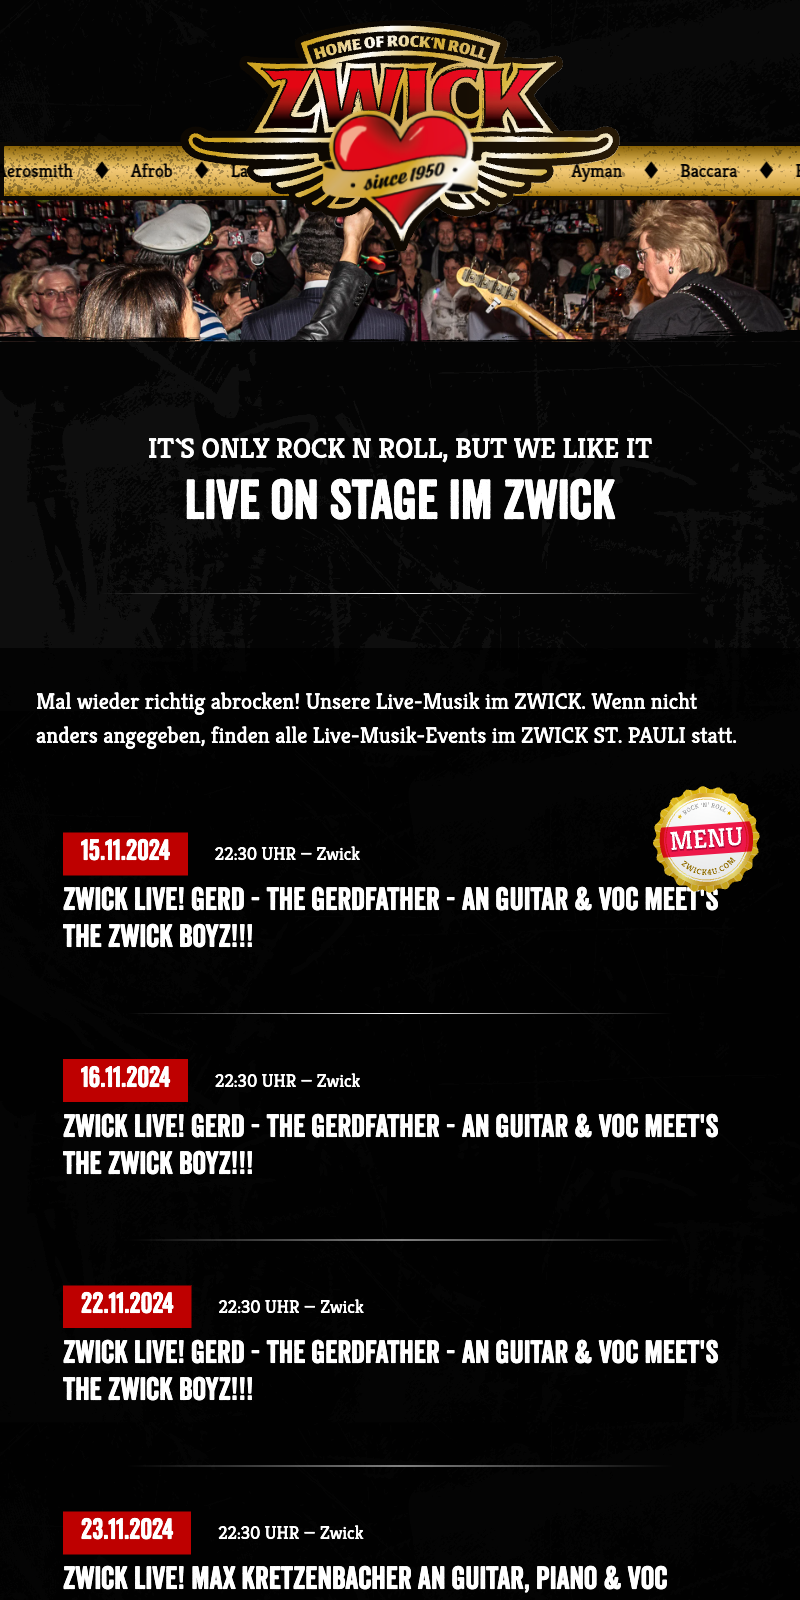 HOME OF ROCK'N ROLL
ZWICK
since 1950
Aerosmith ♦ Afrob ♦ ♦ Ayman ♦ Baccara ♦
IT`S ONLY ROCK N ROLL, BUT WE LIKE IT
LIVE ON STAGE IM ZWICK
Mal wieder richtig abrocken! Unsere Live-Musik im ZWICK. Wenn nicht
anders angegeben, finden alle Live-Musik-Events im ZWICK ST. PAULI statt.
ROCK 'N' ROLL
MENU
ZWICK4U.COM
15.11.2024 22:30 UHR – Zwick
ZWICK LIVE! GERD - THE GERDFATHER - AN GUITAR & VOC MEET'S
THE ZWICK BOYZ!!!
16.11.2024 22:30 UHR – Zwick
ZWICK LIVE! GERD - THE GERDFATHER - AN GUITAR & VOC MEET'S
THE ZWICK BOYZ!!!
22.11.2024 22:30 UHR – Zwick
ZWICK LIVE! GERD - THE GERDFATHER - AN GUITAR & VOC MEET'S
THE ZWICK BOYZ!!!
23.11.2024 22:30 UHR – Zwick
ZWICK LIVE! MAX KRETZENBACHER AN GUITAR, PIANO & VOC